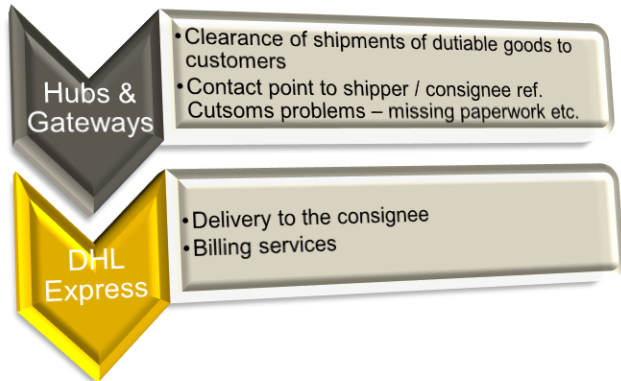 Hubs &
Gateways
•Clearance of shipments of dutiable goods to
customers
•Contact point to shipper / consignee ref.
Cutsoms problems – missing paperwork etc.
DHL
Express
•Delivery to the consignee
•Billing services